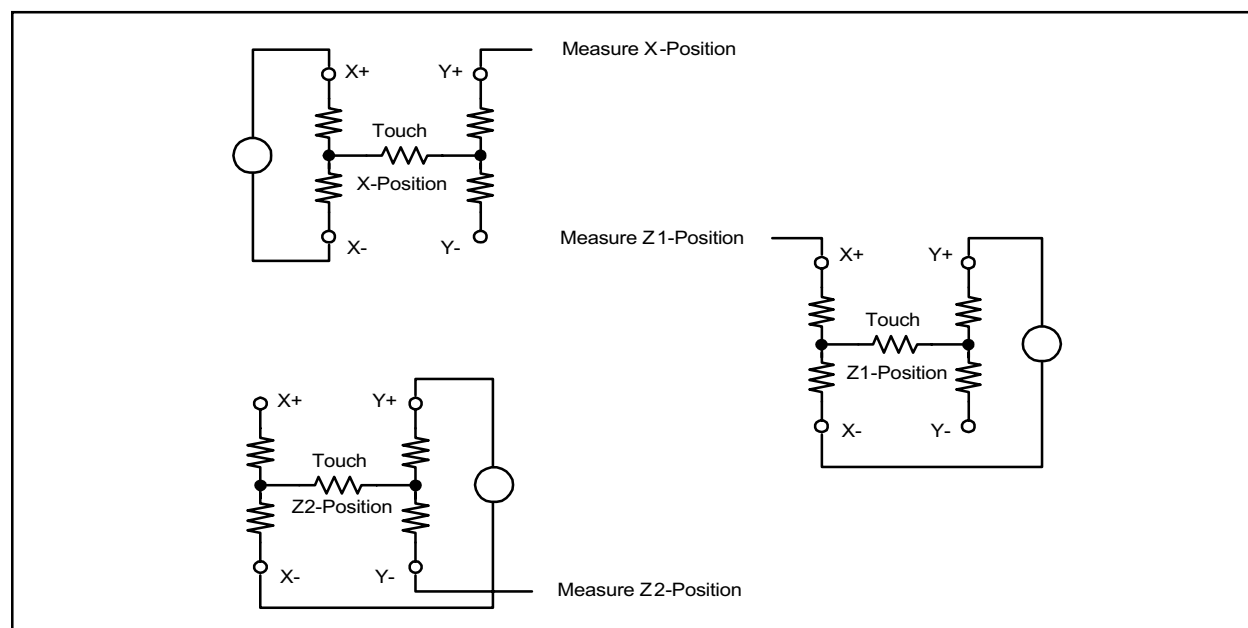 Measure X-Position
X+
Y+
Touch
X-Position
X-
Y-
Measure Z1-Position
X+
Y+
Touch
Z1-Position
X-
Y-
X+
Y+
Touch
Z2-Position
X-
Y-
Measure Z2-Position